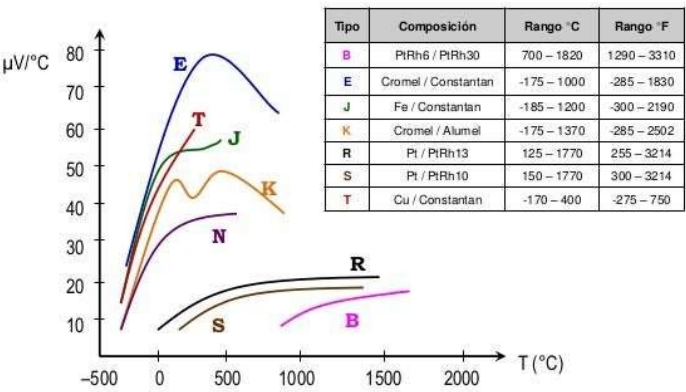 µV/°C
80
70
60
50
40
30
20
10
E
T
J
K
N
R
S
B
–500 0 500 1000 1500 2000
T (°C)
Tipo Composición Rango °C Rango °F
B PtRh6 / PtRh30 700 – 1820 1290 – 3310
E Cromel / Constantan -175 – 1000 -285 – 1830
J Fe / Constantan -185 – 1200 -300 – 2190
K Cromel / Alumel -175 – 1370 -285 – 2502
R Pt / PtRh13 125 – 1770 255 – 3214
S Pt / PtRh10 150 – 1770 300 – 3214
T Cu / Constantan -170 – 400 -275 – 750